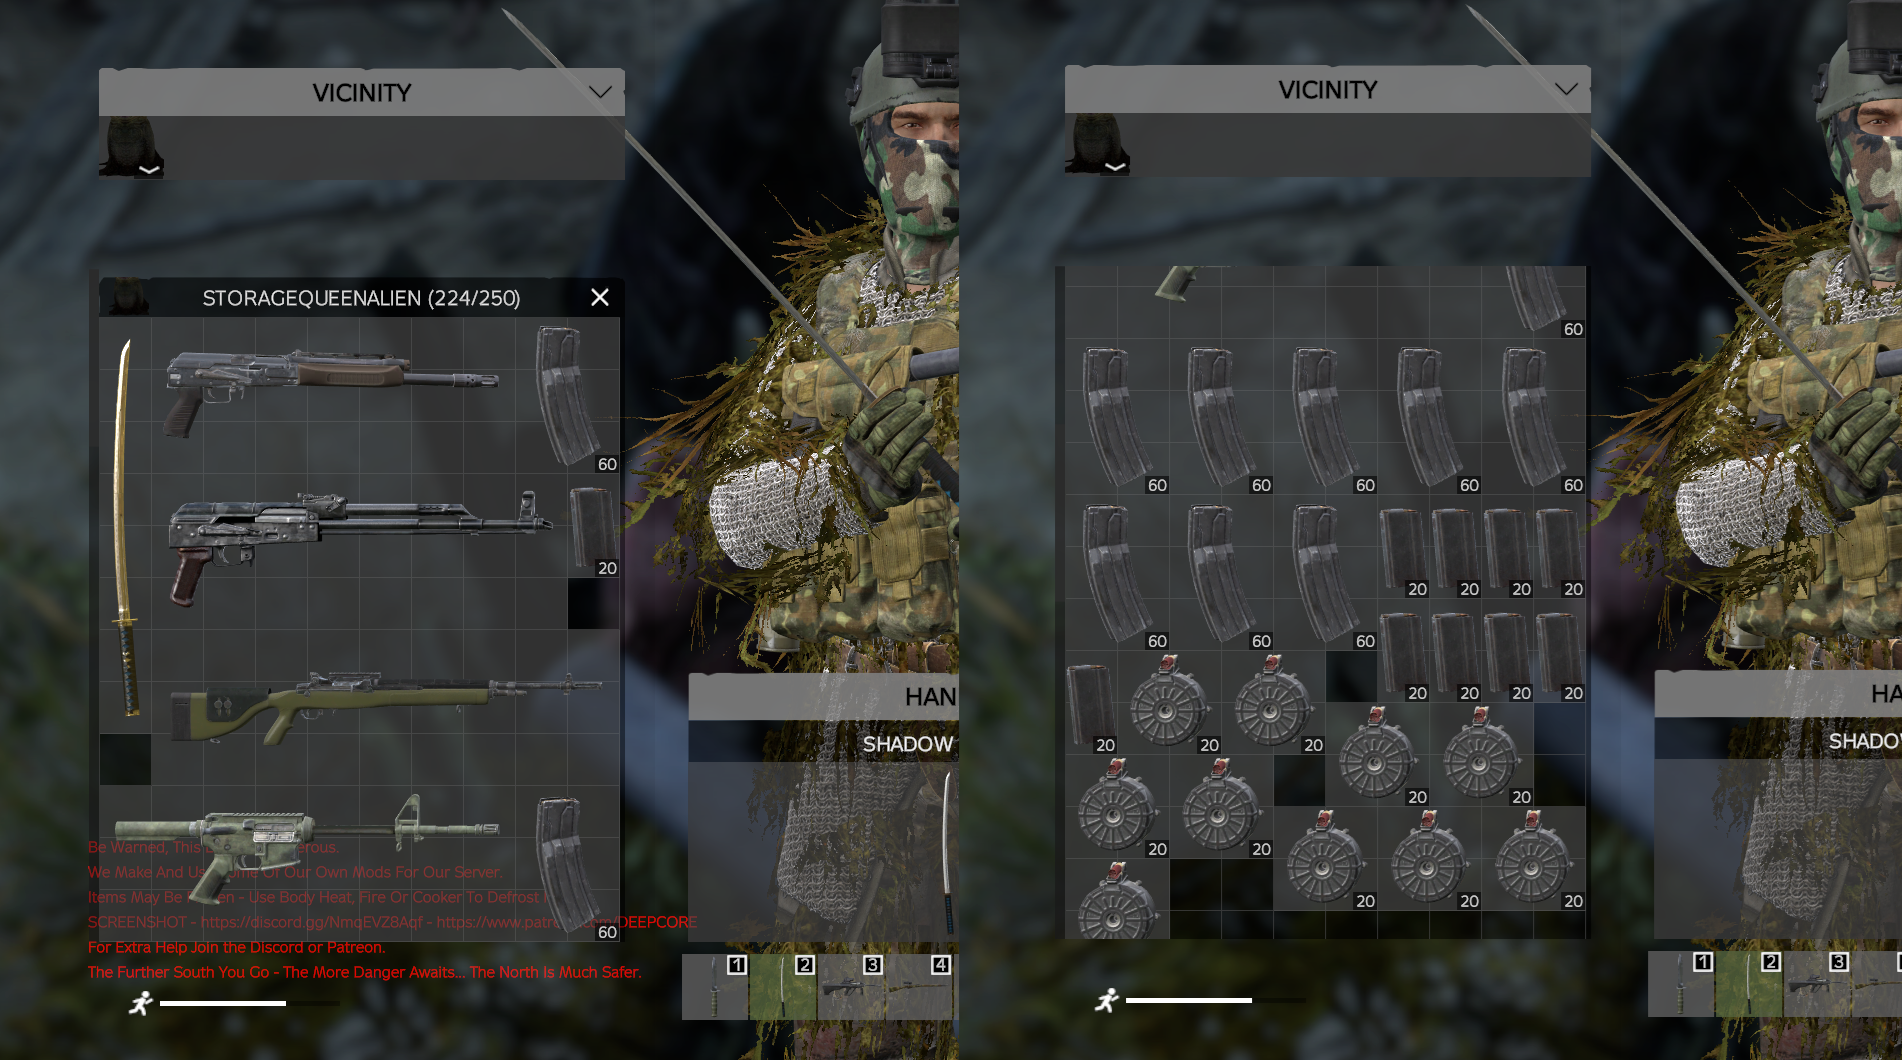 VICINITY
STORAGEQUEENALIEN (224/250)
60
20
60
HAN
SHADOW
Be Warned, This
erous.
We Make And Us
Of Our Own Mods For Our Server.
Items May Be
en - Use Body Heat, Fire Or Cooker To Defrost
SCREENSHOT - https://discord.gg/NmqEVZ8Aqf - https://www.patr
com/DEEPCORE
For Extra Help Join the Discord or Patreon.
The Further South You Go - The More Danger Awaits... The North Is Much Safer.
1 2 3 4
VICINITY
60
60 60 60 60 60
20 20 20 20
60 60 60
20 20 20 20
20 20 20
20 20
20 20
20 20 20
HA
SHADOW
1 2 3